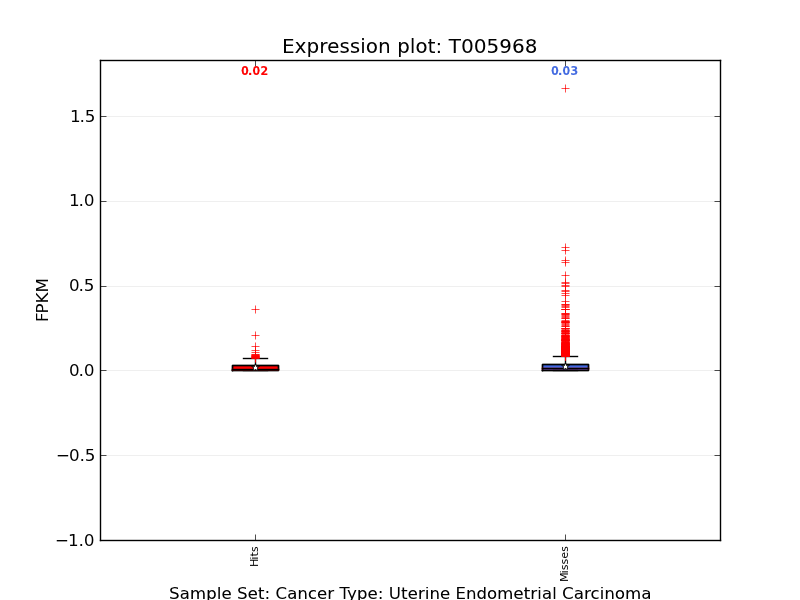 Expression plot: T005968
0.02
0.03
1.5
1.0
0.5
0.0
−0.5
−1.0
FPKM
Hits
Misses
Sample Set: Cancer Type: Uterine Endometrial Carcinoma